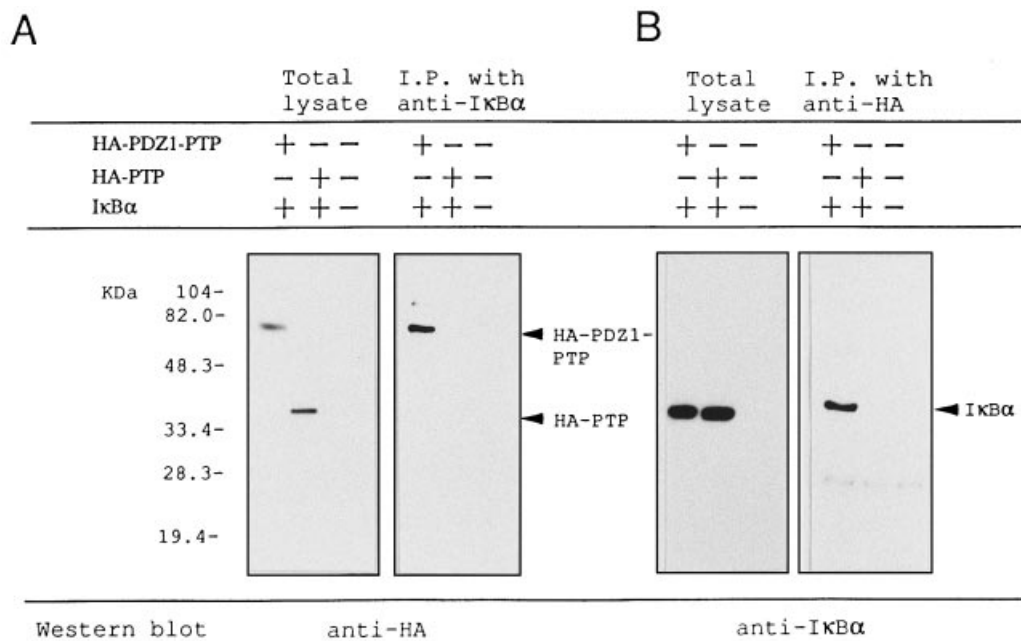 A B
Total I.P. with Total I.P. with
lysate anti-IκBα lysate anti-HA
HA-PDZ1-PTP + − − + − − + − − + − −
HA-PTP − + − − + − − + − − + −
IκBα + + − + + − + + − + + −
KDa 104-
82.0-
HA-PDZ1-
PTP
48.3-
HA-PTP IκBα
33.4-
28.3-
19.4-
Western blot anti-HA anti-IκBα